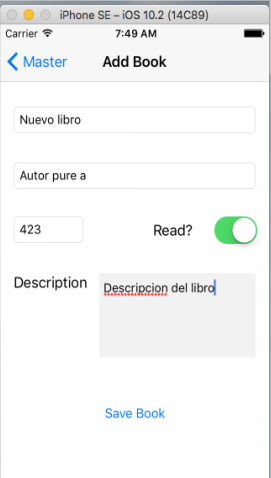 iPhone SE – iOS 10.2 (14C89)
Carrier 7:49 AM
Master Add Book
Nuevo libro
Autor pure a
423 Read?
Description Descripcion del libro
Save Book